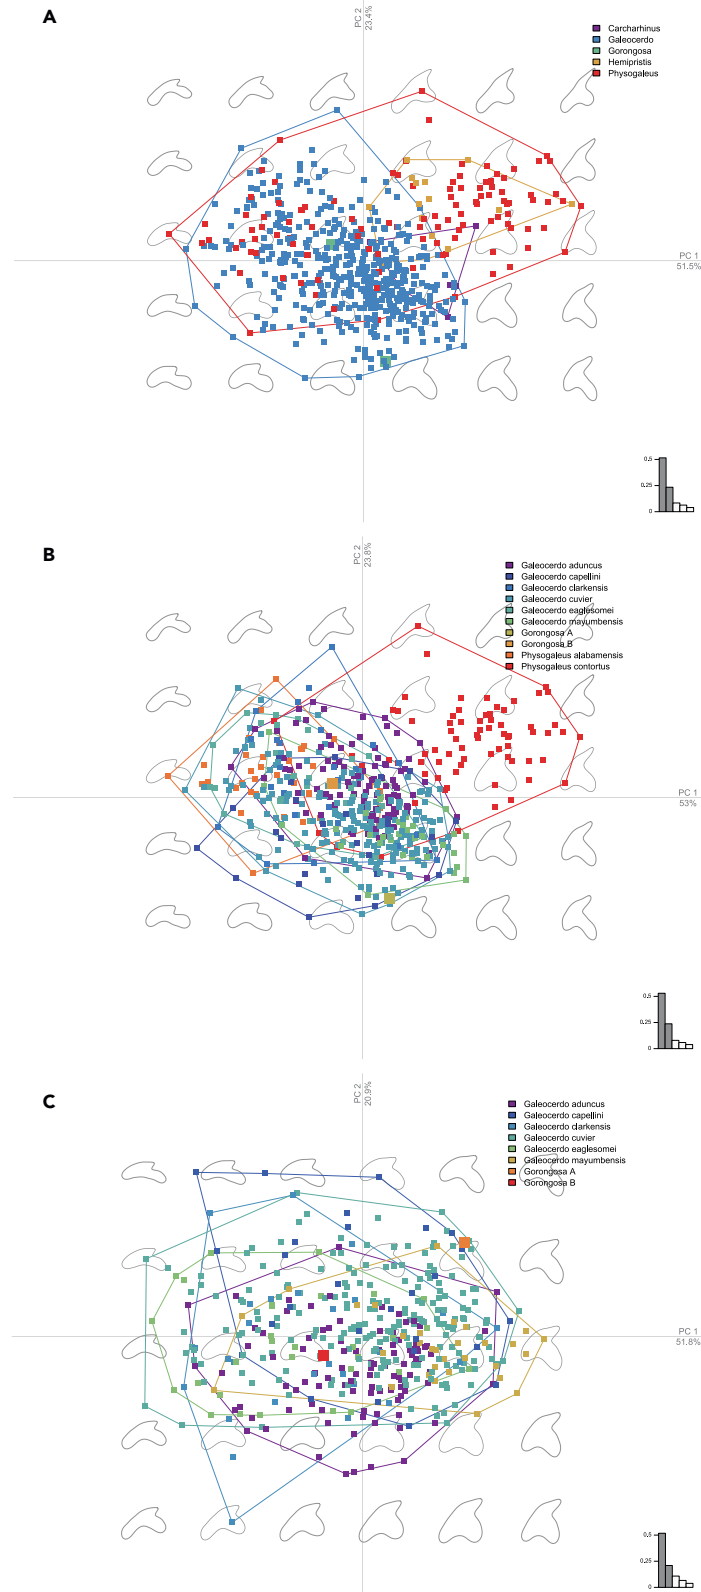 A
PC 2
23.4%
Carcharhinus
Galeocerdo
Gorongosa
Hemipristis
Physogaleus
PC 1
51.5%
0.5
0.25
0
B
PC 2
23.8%
Galeocerdo aduncus
Galeocerdo capellini
Galeocerdo clarkensis
Galeocerdo cuvier
Galeocerdo eaglesomei
Galeocerdo mayumbensis
Gorongosa A
Gorongosa B
Physogaleus alabamensis
Physogaleus contortus
PC 1
53%
0.5
0.25
0
C
PC 2
20.9%
Galeocerdo aduncus
Galeocerdo capellini
Galeocerdo clarkensis
Galeocerdo cuvier
Galeocerdo eaglesomei
Galeocerdo mayumbensis
Gorongosa A
Gorongosa B
PC 1
51.8%
0.5
0.25
0